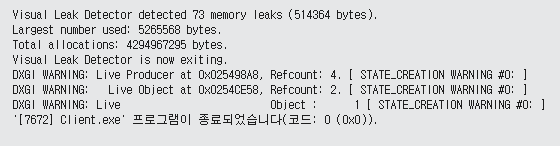 Visual Leak Detector detected 73 memory leaks (514364 bytes).
Largest number used: 5265568 bytes.
Total allocations: 4294967295 bytes.
Visual Leak Detector is now exiting.
DXGI WARNING: Live Producer at 0x025498A8, Refcount: 4. [ STATE_CREATION WARNING #0: ]
DXGI WARNING:   Live Object at 0x0254CE58, Refcount: 2. [ STATE_CREATION WARNING #0: ]
DXGI WARNING: Live                         Object :      1 [ STATE_CREATION WARNING #0: ]
'[7672] Client.exe' 프로그램이 종료되었습니다(코드: 0 (0x0)).